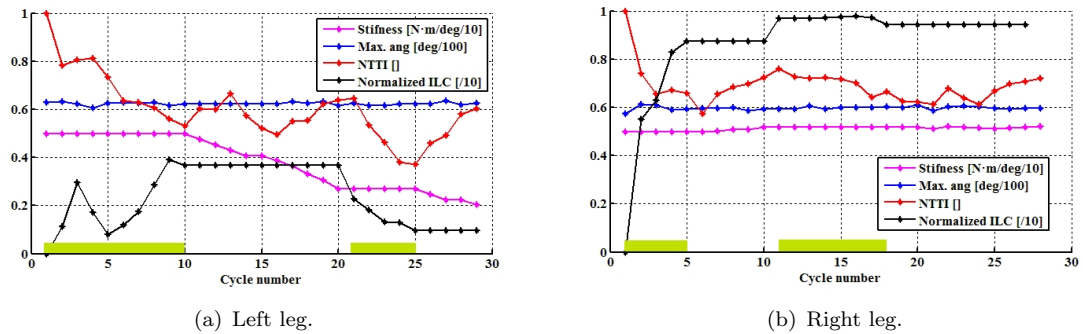 1
0.8
0.6
0.4
0.2
0
0
5
10
15
20
25
30
Cycle number
Stifness [N·m/deg/10]
Max. ang [deg/100]
NTTI []
Normalized ILC [/10]
(a) Left leg.
1
0.8
0.6
0.4
0.2
0
0
5
10
15
20
25
30
Cycle number
Stifness [N·m/deg/10]
Max. ang [deg/100]
NTTI []
Normalized ILC [/10]
(b) Right leg.